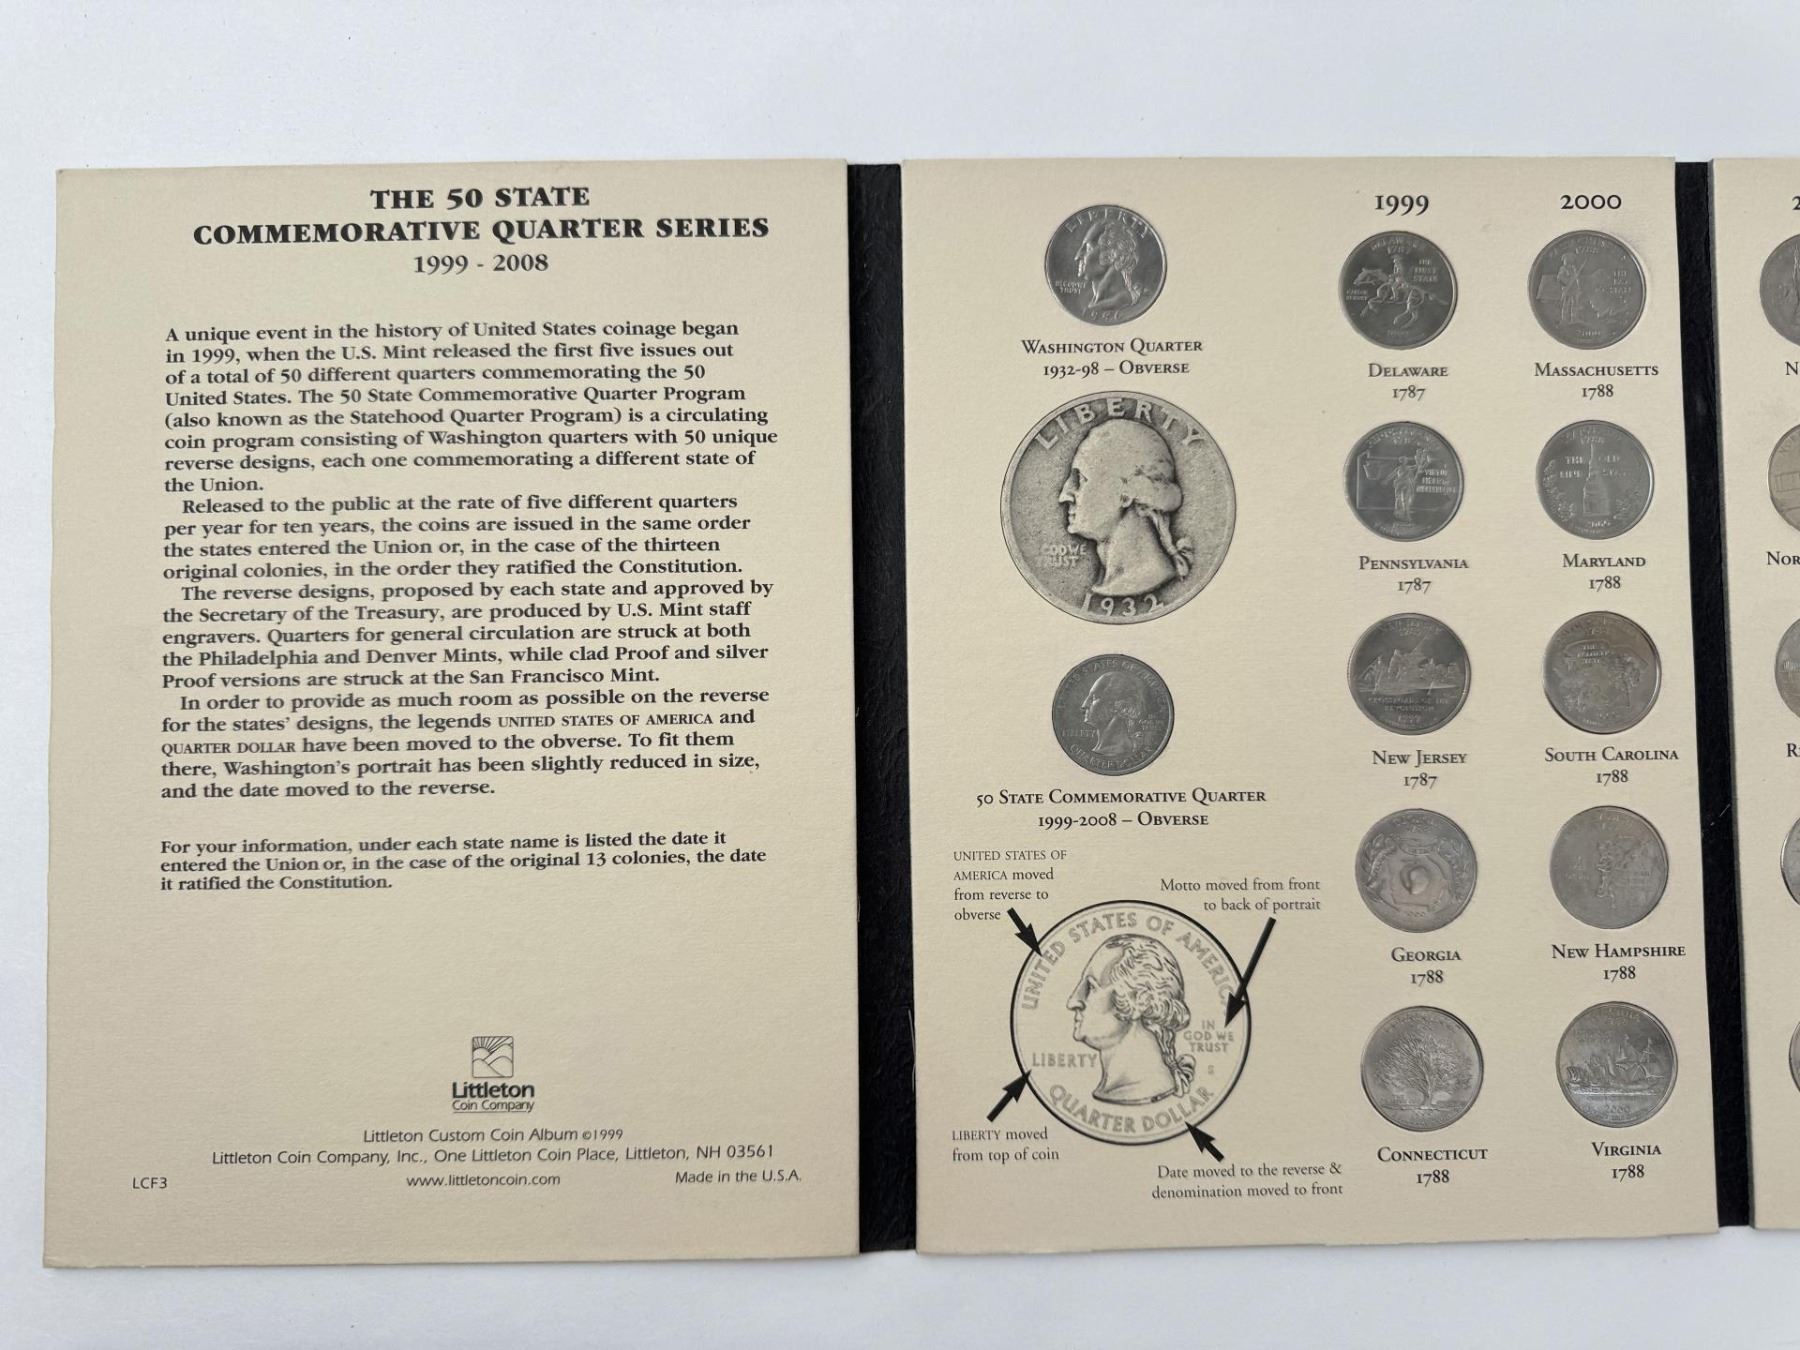 THE 50 STATE
COMMEMORATIVE QUARTER SERIES
1999 - 2008
A unique event in the history of United States coinage began
in 1999, when the U.S. Mint released the first five issues out
of a total of 50 different quarters commemorating the 50
United States. The 50 State Commemorative Quarter Program
(also known as the Statehood Quarter Program) is a circulating
coin program consisting of Washington quarters with 50 unique
reverse designs, each one commemorating a different state of
the Union.
Released to the public at the rate of five different quarters
per year for ten years, the coins are issued in the same order
the states entered the Union or, in the case of the thirteen
original colonies, in the order they ratified the Constitution.
The reverse designs, proposed by each state and approved by
the Secretary of the Treasury, are produced by U.S. Mint staff
engravers. Quarters for general circulation are struck at both
the Philadelphia and Denver Mints, while clad Proof and silver
Proof versions are struck at the San Francisco Mint.
In order to provide as much room as possible on the reverse
for the states' designs, the legends UNITED STATES OF AMERICA and
QUARTER DOLLAR have been moved to the obverse. To fit them
there, Washington's portrait has been slightly reduced in size,
and the date moved to the reverse.
For your information, under each state name is listed the date it
entered the Union or, in the case of the original 13 colonies, the date
it ratified the Constitution.
Littleton
Coin Company
Littleton Custom Coin Album ©1999
Littleton Coin Company, Inc., One Littleton Coin Place, Littleton, NH 03561
LCF3
www.littletoncoin.com
Made in the U.S.A.
LIBERTY
WASHINGTON QUARTER
1932-98 – OBVERSE
LIBERTY
GOD WE
TRUST
1932
50 STATE COMMEMORATIVE QUARTER
1999-2008 – OBVERSE
UNITED STATES OF
AMERICA moved
from reverse to
obverse
Motto moved from front
to back of portrait
UNITED STATES OF AMERICA
IN
GOD WE
TRUST
LIBERTY
S
QUARTER DOLLAR
LIBERTY moved
from top of coin
Date moved to the reverse &
denomination moved to front
1999
DELAWARE
1787
PENNSYLVANIA
1787
NEW JERSEY
1787
GEORGIA
1788
CONNECTICUT
1788
2000
MASSACHUSETTS
1788
MARYLAND
1788
SOUTH CAROLINA
1788
NEW HAMPSHIRE
1788
VIRGINIA
1788